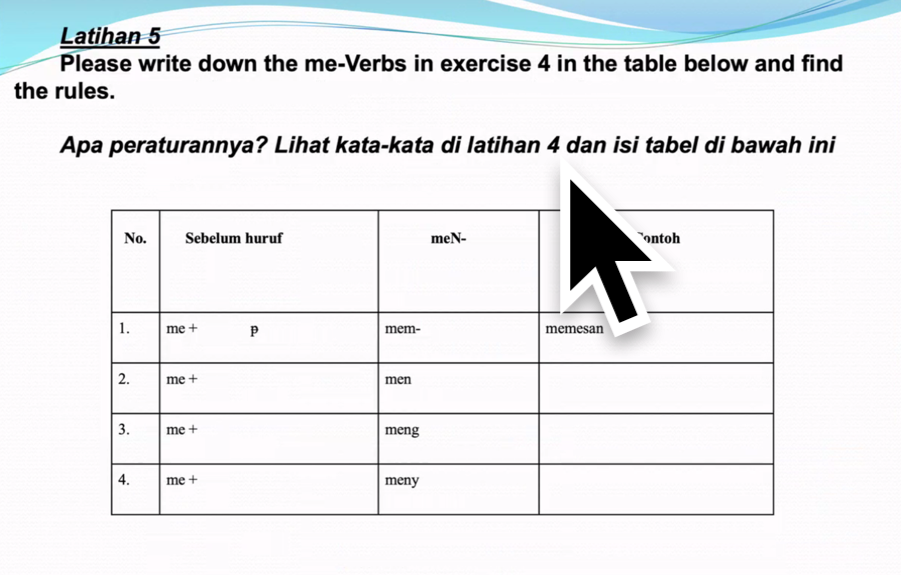 Latihan 5
Please write down the me-Verbs in exercise 4 in the table below and find
the rules.
Apa peraturannya? Lihat kata-kata di latihan 4 dan isi tabel di bawah ini
No. Sebelum huruf meN-
1. me + p mem- memesan
2. me + men
3. me + meng
4. me + meny